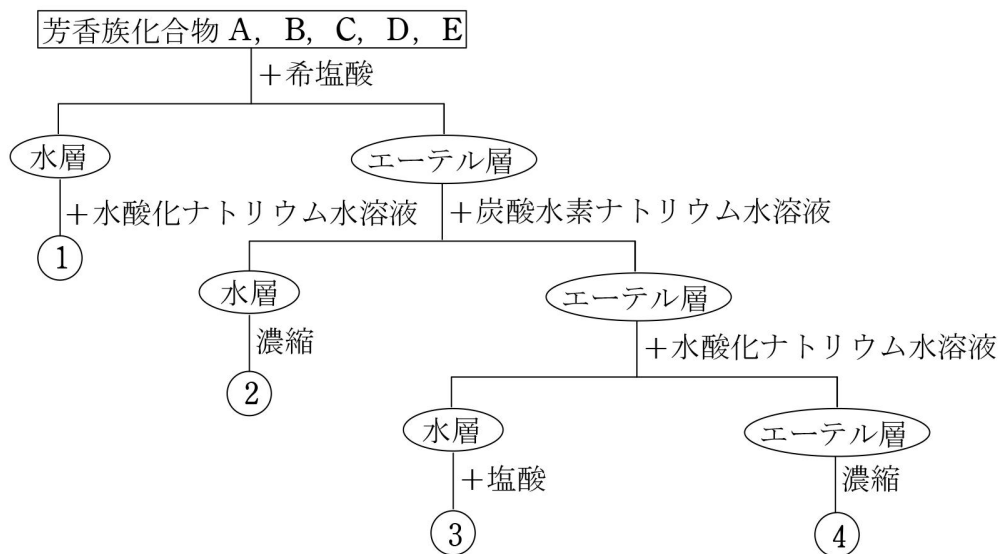 芳香族化合物 A, B, C, D, E
＋希塩酸
水層
エーテル層
＋水酸化ナトリウム水溶液
＋炭酸水素ナトリウム水溶液
①
水層
エーテル層
濃縮
＋水酸化ナトリウム水溶液
②
水層
エーテル層
＋塩酸
濃縮
③
④